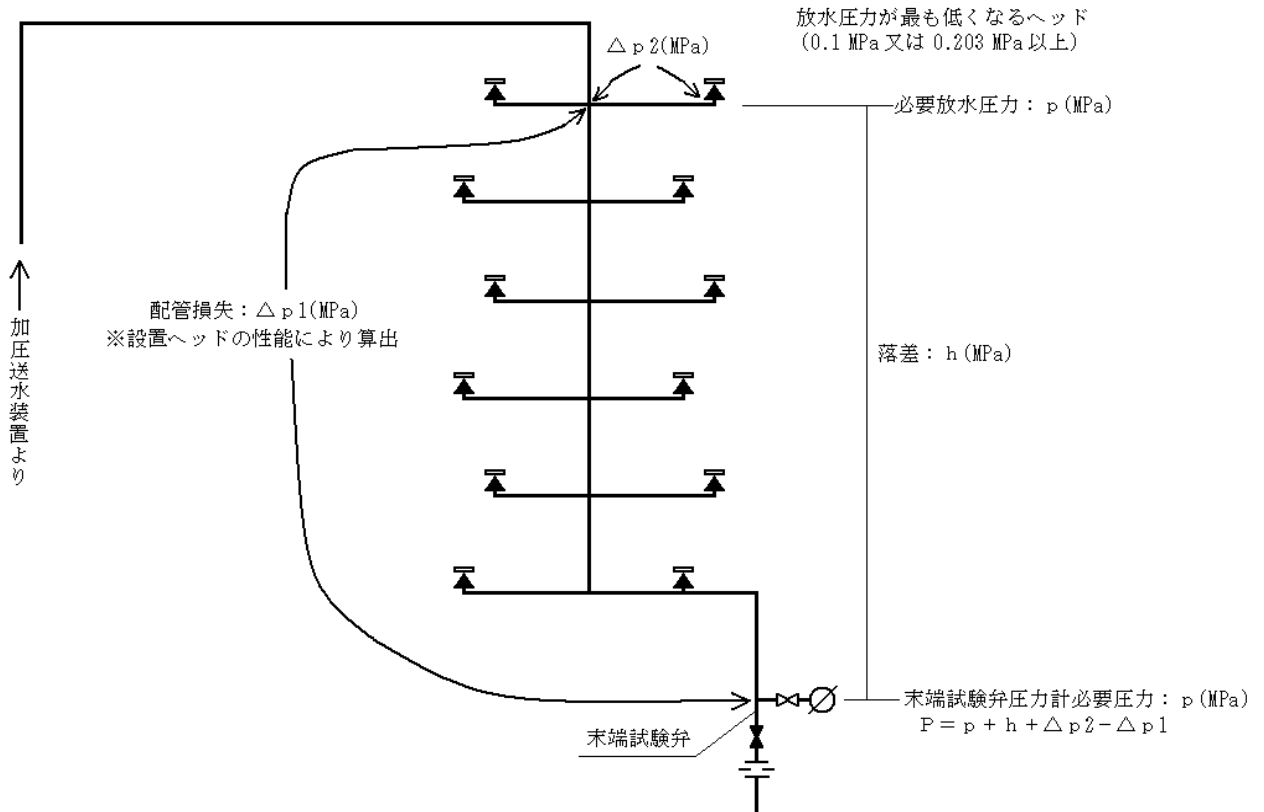 放水圧力が最も低くなるヘッド
(0.1 MPa又は 0.203 MPa以上)
△p2(MPa)
必要放水圧力：p(MPa)
配管損失：△p1(MPa)
※設置ヘッドの性能により算出
加圧送水装置より
落差：h(MPa)
末端試験弁圧力計必要圧力：p(MPa)
P＝p+h+△p2-△p1
末端試験弁